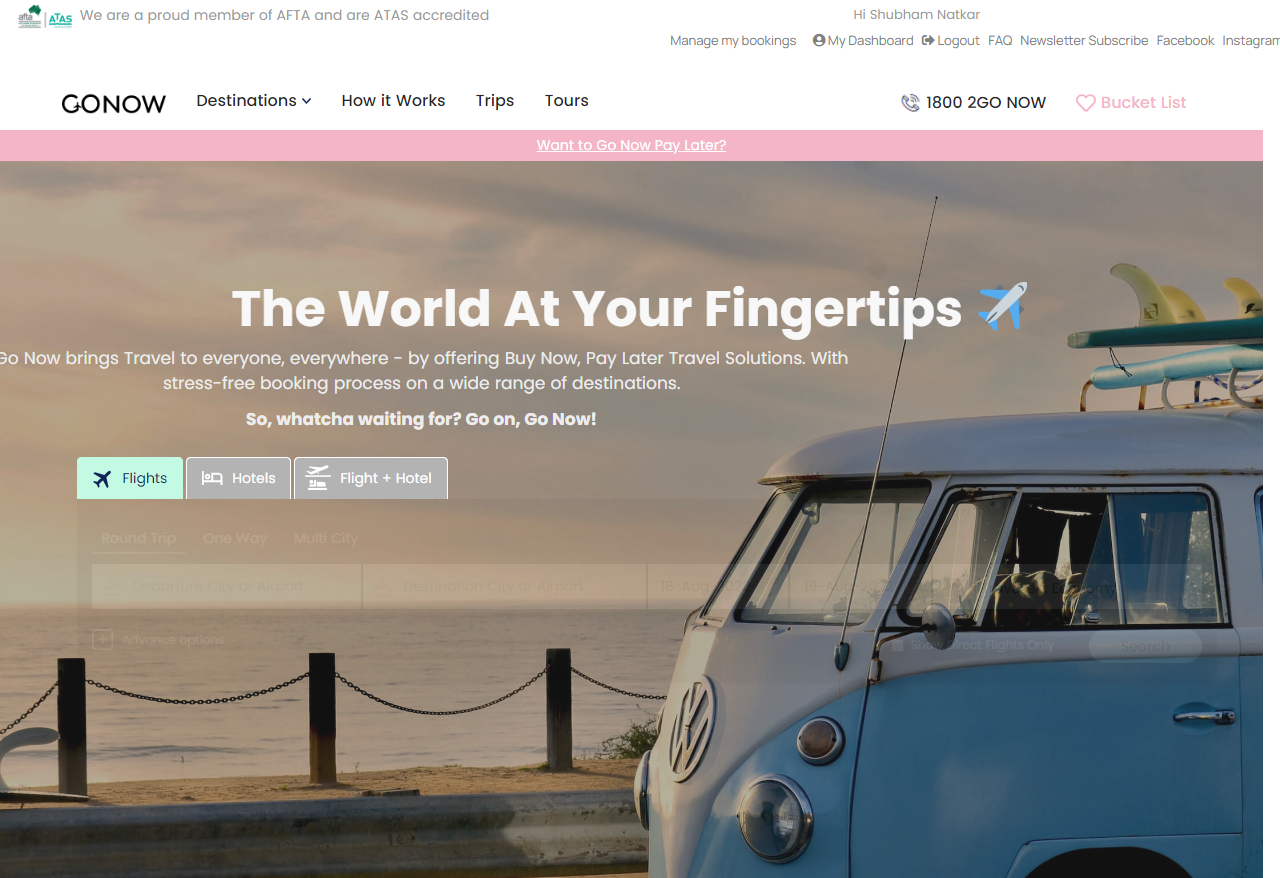 afta
ATAS
We are a proud member of AFTA and are ATAS accredited
Hi Shubham Natkar
Manage my bookings My Dashboard Logout FAQ Newsletter Subscribe Facebook Instagram
GONOW
Destinations How it Works Trips Tours
1800 2GO NOW
Bucket List
Want to Go Now Pay Later?
The World At Your Fingertips
Go Now brings Travel to everyone, everywhere - by offering Buy Now, Pay Later Travel Solutions. With
stress-free booking process on a wide range of destinations.
So, whatcha waiting for? Go on, Go Now!
Flights Hotels Flight + Hotel
Round Trip One Way Multi City
Departure City or Airport Destination City or Airport 18-Aug 19-Aug Economy
Advance options
Show Direct Flights Only
Search